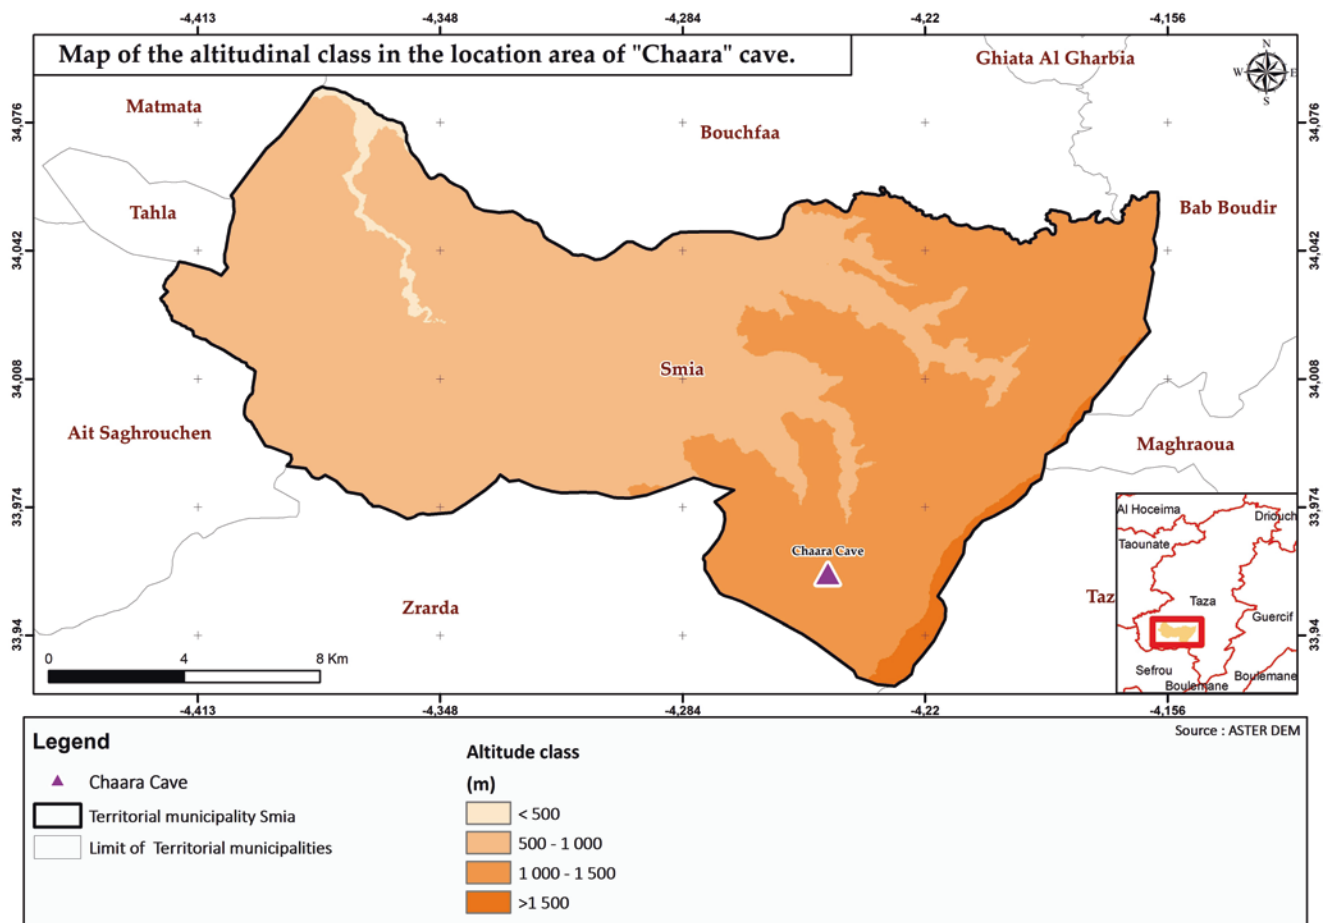 -4,413 -4,348 -4,284 -4,22 -4,156
Map of the altitudinal class in the location area of "Chaara" cave.
Ghiata Al Gharbia
N
W E
S
Matmata
34,076 34,076
Bouchfaa
Tahla
Bab Boudir
34,042 34,042
Smia
34,008 34,008
Ait Saghrouchen
Maghraoua
33,974 33,974
Al Hoceima
Driouch
Taounate
Chaara Cave
Zrarda
Taz
Taza
Guercif
33,94 33,94
0 4 8 Km
Sefrou
Boulemane
Boulemane
-4,413 -4,348 -4,284 -4,22 -4,156
Source : ASTER DEM
Legend
Chaara Cave
Territorial municipality Smia
Limit of Territorial municipalities
Altitude class
(m)
< 500
500 - 1 000
1 000 - 1 500
>1 500